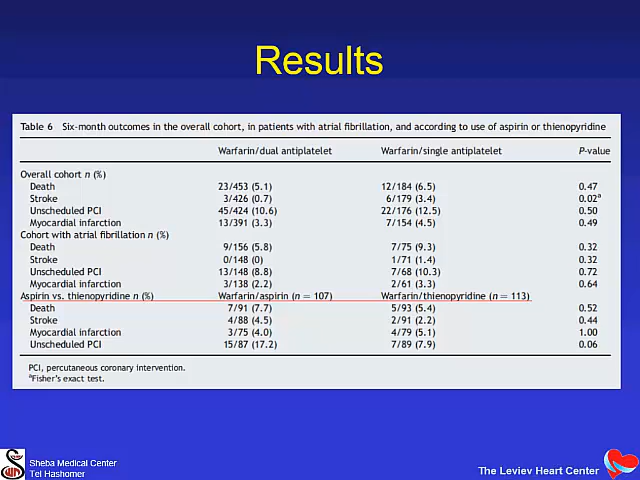 Results
Table 6 Six-month outcomes in the overall cohort, in patients with atrial fibrillation, and according to use of aspirin or thienopyridine
Warfarin/dual antiplatelet Warfarin/single antiplatelet P-value
Overall cohort n (%)
Death 23/453 (5.1) 12/184 (6.5) 0.47
Stroke 3/426 (0.7) 6/179 (3.4) 0.02a
Unscheduled PCI 45/424 (10.6) 22/176 (12.5) 0.50
Myocardial infarction 13/391 (3.3) 7/154 (4.5) 0.49
Cohort with atrial fibrillation n (%)
Death 9/156 (5.8) 7/75 (9.3) 0.32
Stroke 0/148 (0) 1/71 (1.4) 0.32
Unscheduled PCI 13/148 (8.8) 7/68 (10.3) 0.72
Myocardial infarction 3/138 (2.2) 2/61 (3.3) 0.64
Aspirin vs. thienopyridine n (%) Warfarin/aspirin (n = 107) Warfarin/thienopyridine (n = 113)
Death 7/91 (7.7) 5/93 (5.4) 0.52
Stroke 4/88 (4.5) 2/91 (2.2) 0.44
Myocardial infarction 3/75 (4.0) 4/79 (5.1) 1.00
Unscheduled PCI 15/87 (17.2) 7/89 (7.9) 0.06
PCI, percutaneous coronary intervention.
aFisher's exact test.
Sheba Medical Center
Tel Hashomer
The Leviev Heart Center